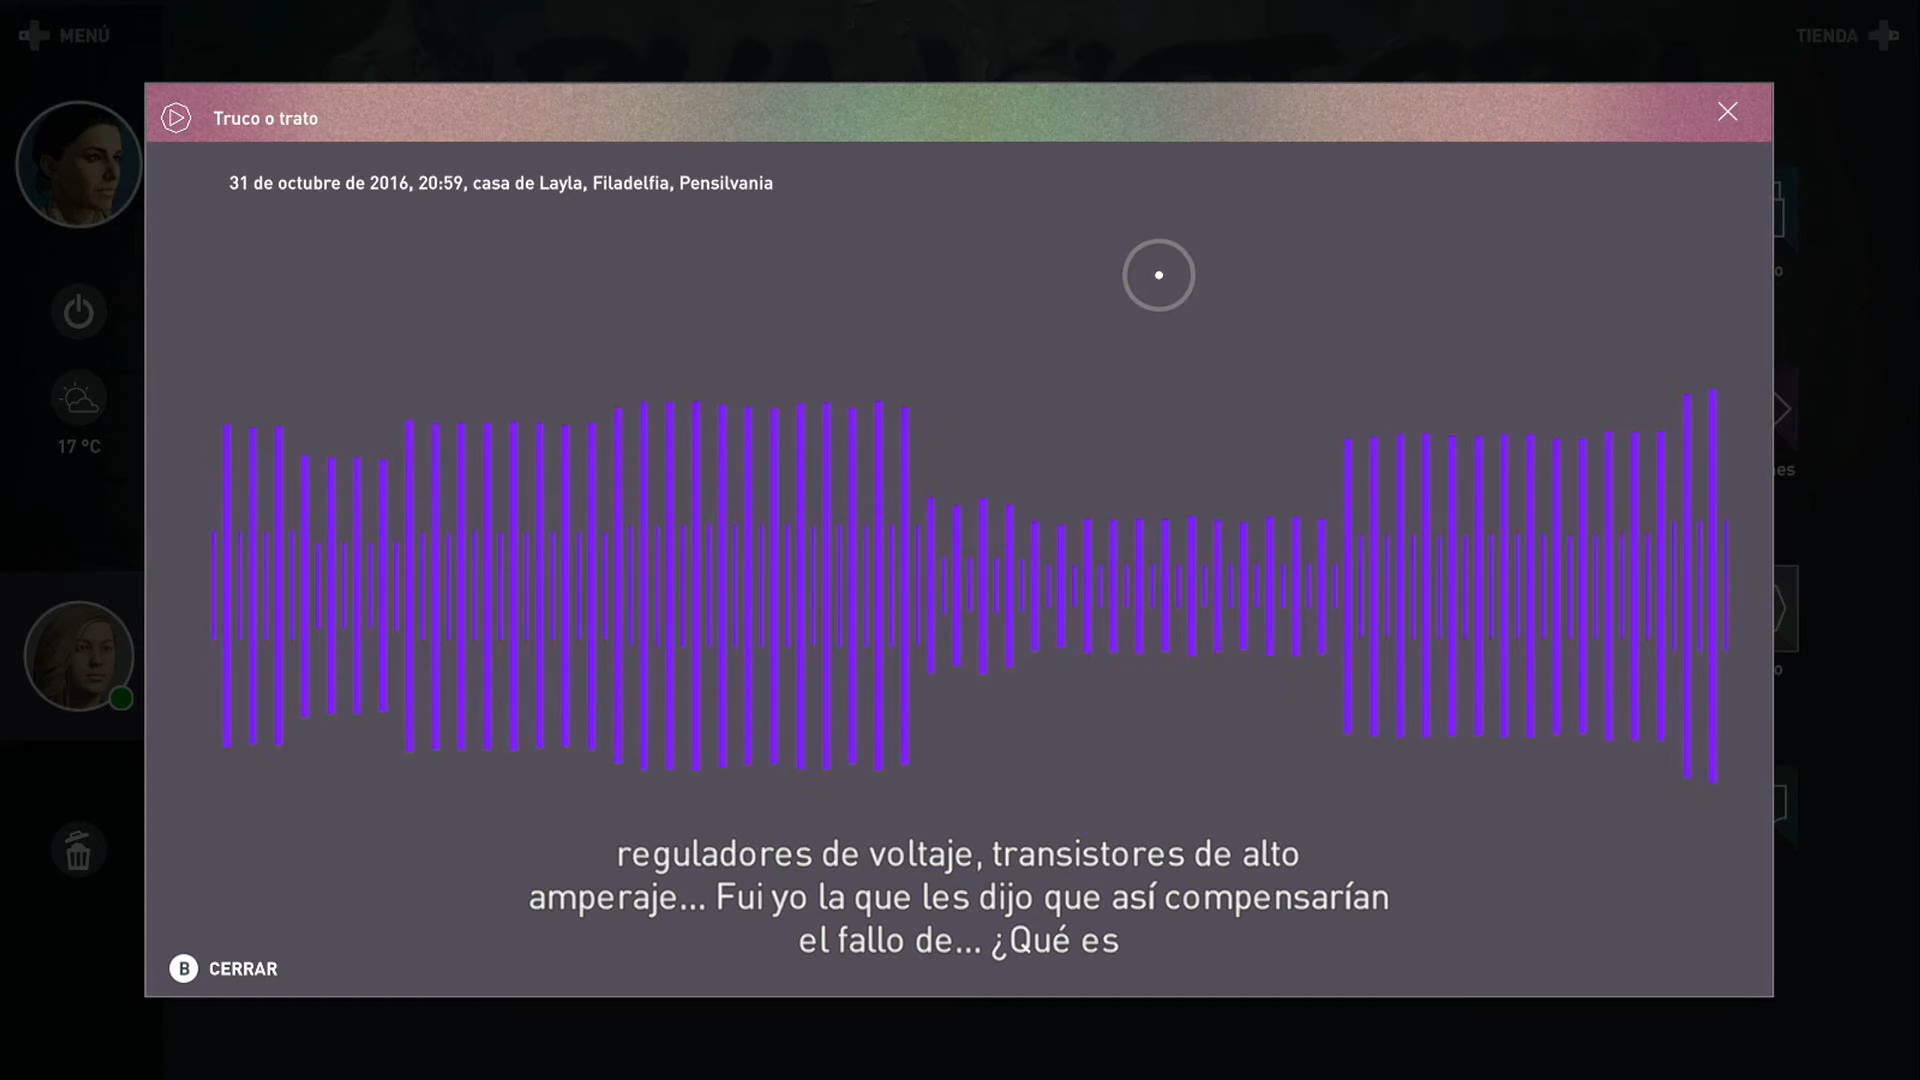 MENÚ
TIENDA
Truco o trato
31 de octubre de 2016, 20:59, casa de Layla, Filadelfia, Pensilvania
17 °C
reguladores de voltaje, transistores de alto
amperaje... Fui yo la que les dijo que así compensarían
el fallo de... ¿Qué es
B CERRAR